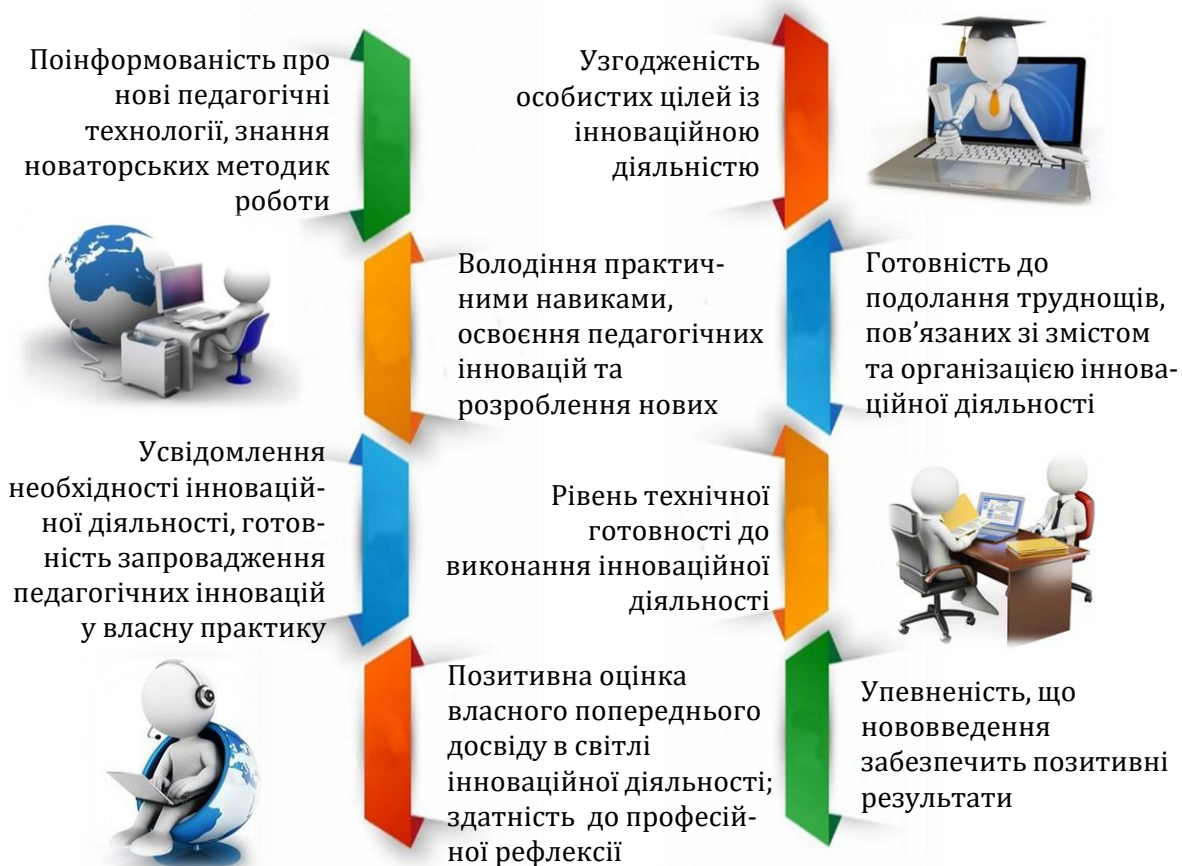 Поінформованість про
нові педагогічні
технології, знання
новаторських методик
роботи
Володіння практич-
ними навиками,
освоєння педагогічних
інновацій та
розроблення нових
Усвідомлення
необхідності інновацій-
ної діяльності, готов-
ність запровадження
педагогічних інновацій
у власну практику
Позитивна оцінка
власного попереднього
досвіду в світлі
інноваційної діяльності;
здатність до професій-
ної рефлексії
Узгодженість
особистих цілей із
інноваційною
діяльністю
Готовність до
подолання труднощів,
пов’язаних зі змістом
та організацією іннова-
ційної діяльності
Рівень технічної
готовності до
виконання інноваційної
діяльності
Упевненість, що
нововведення
забезпечить позитивні
результати